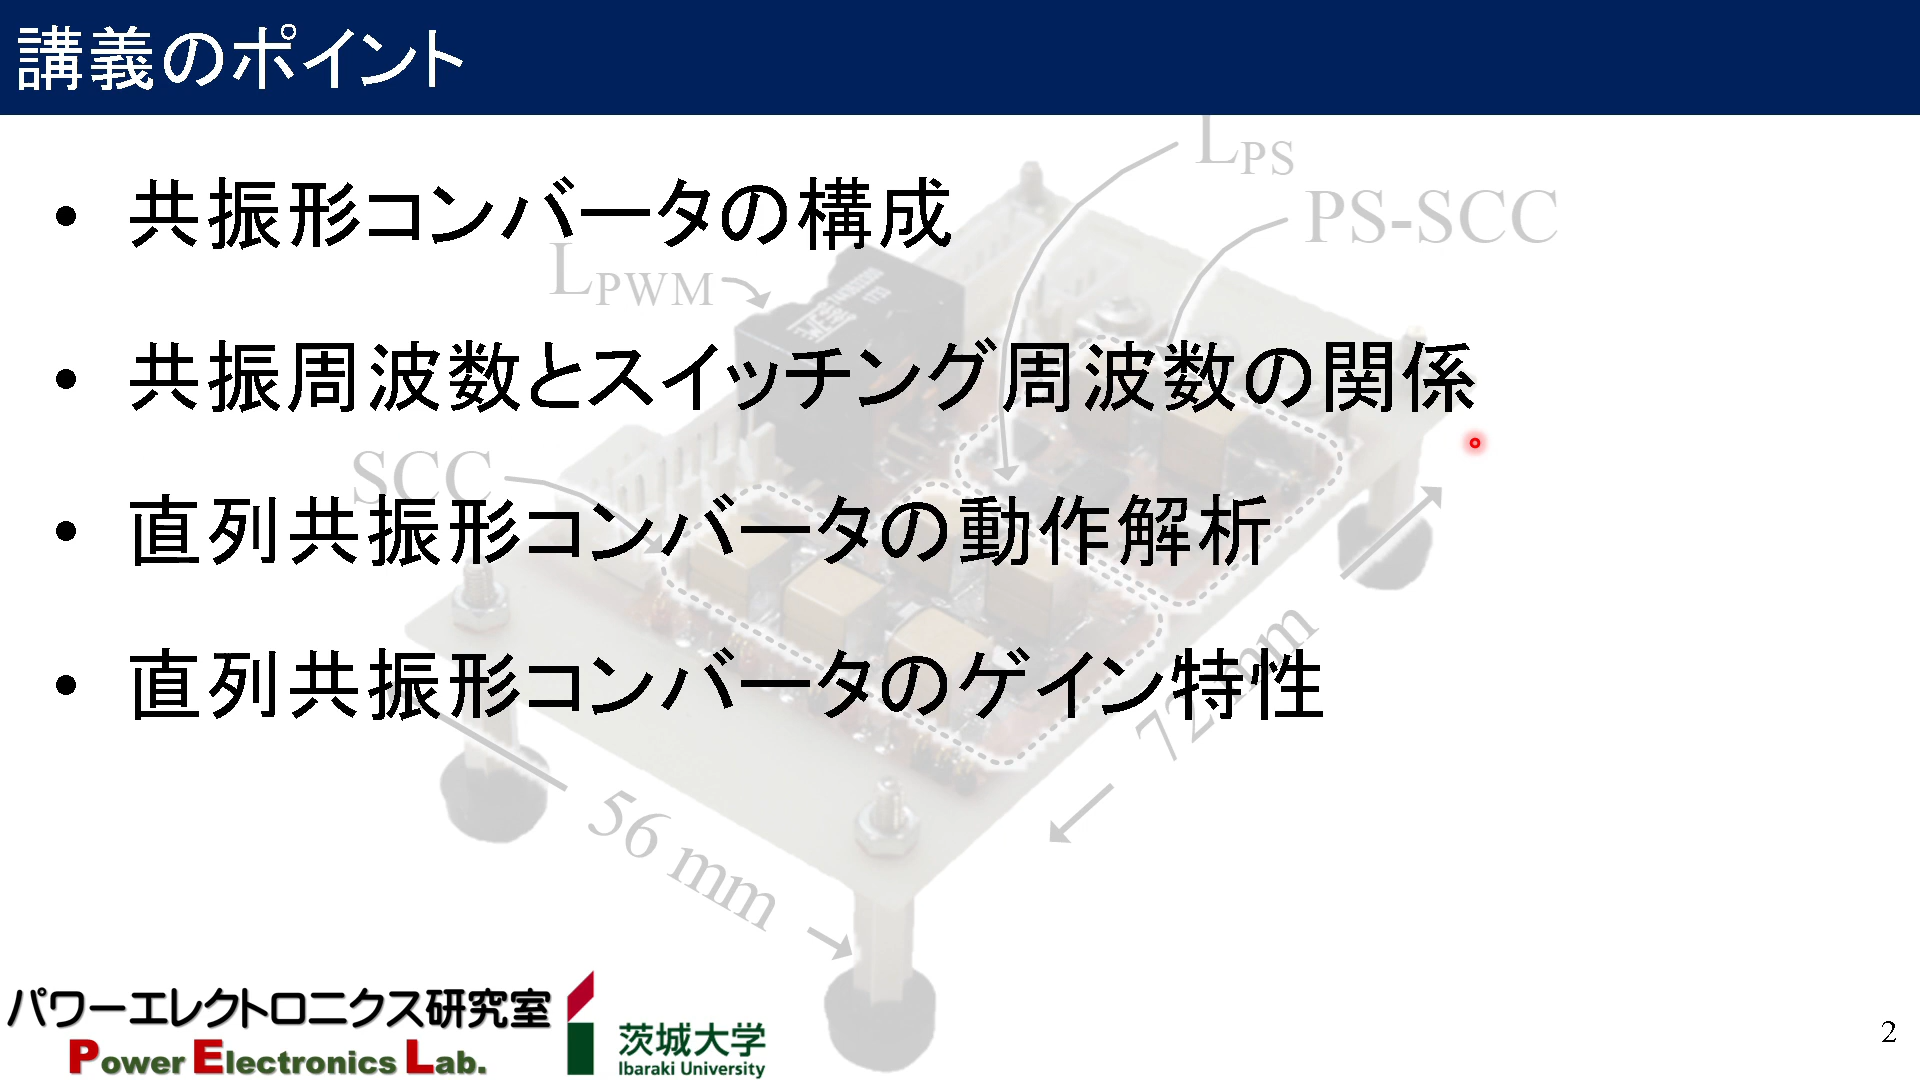 講義のポイント
• 共振形コンバータの構成
• 共振周波数とスイッチング周波数の関係
• 直列共振形コンバータの動作解析
• 直列共振形コンバータのゲイン特性
LPS
PS-SCC
LPWM
SCC
72 mm
56 mm
パワーエレクトロニクス研究室
Power Electronics Lab.
茨城大学
Ibaraki University
2